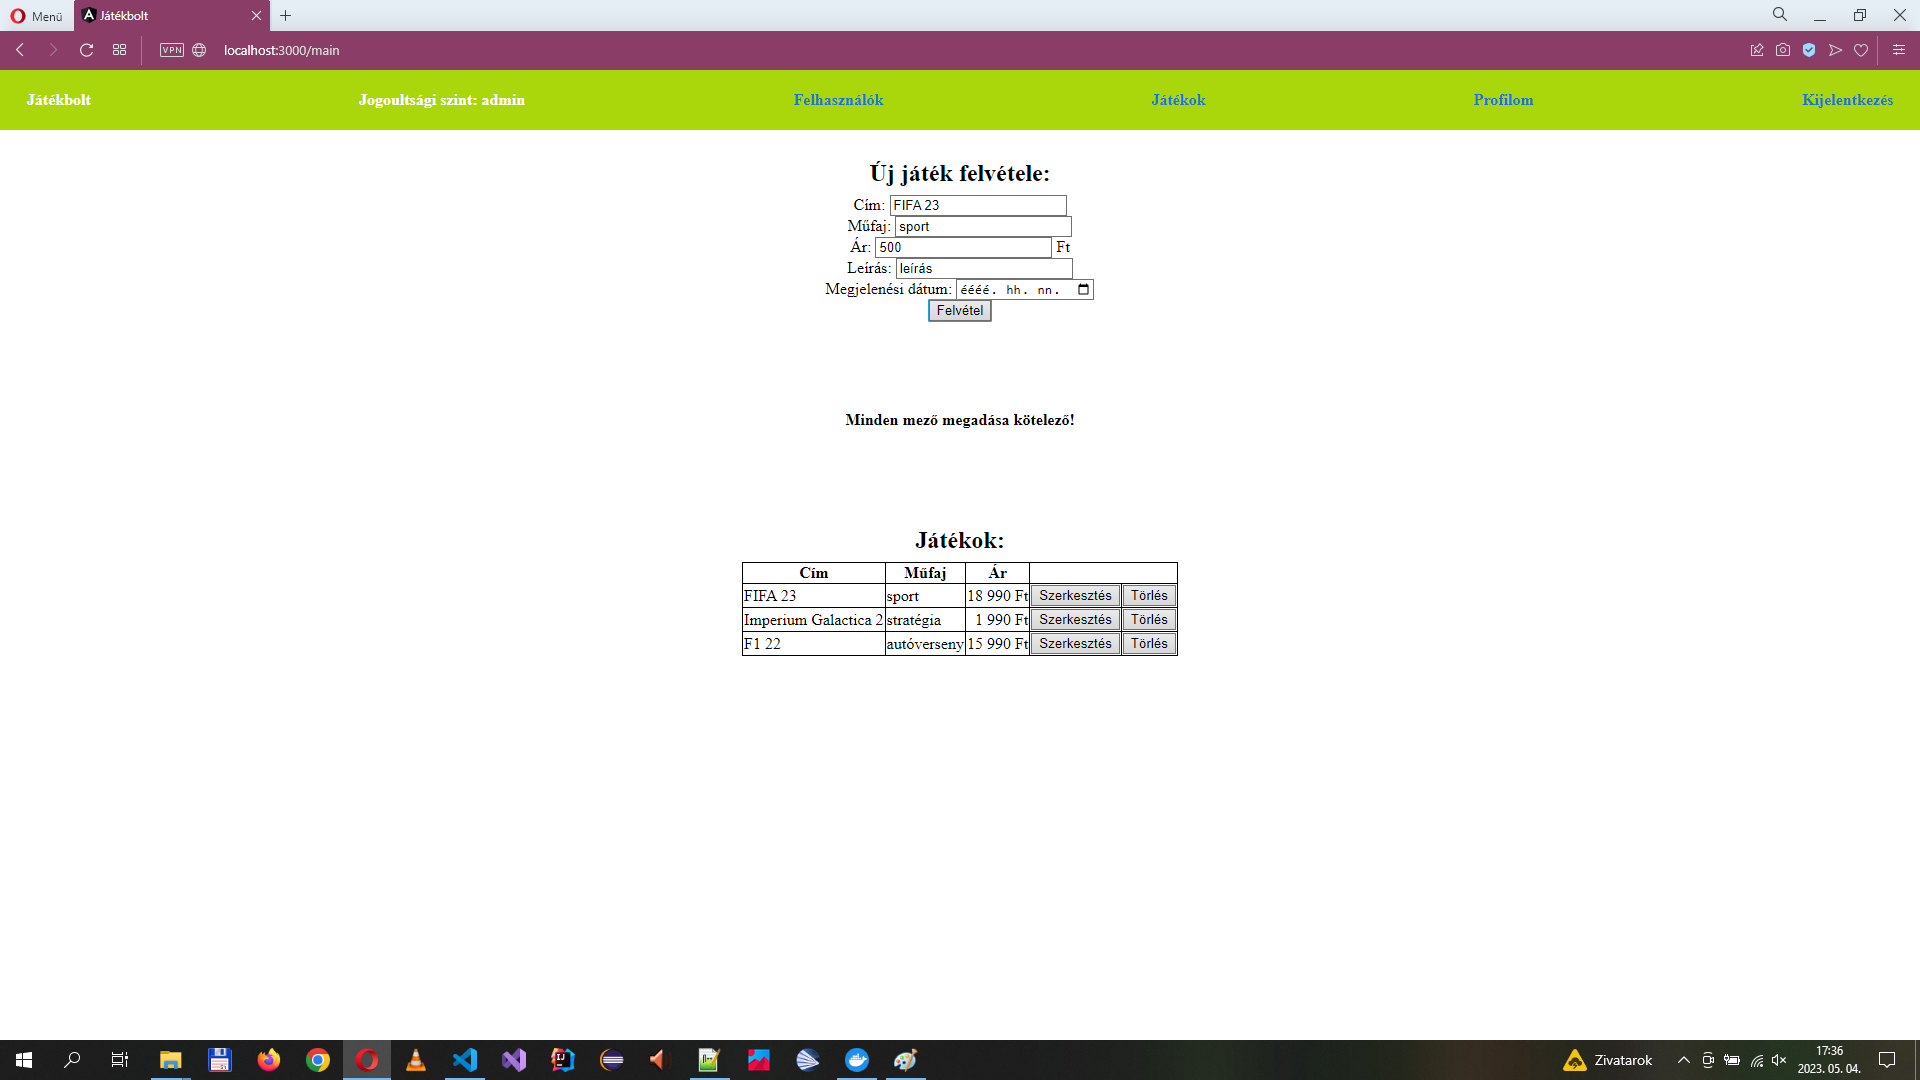 Menü
Játékbolt
VPN
localhost:3000/main
Játékbolt Jogoultsági szint: admin Felhasználók Játékok Profilom Kijelentkezés
Új játék felvétele:
Cím: FIFA 23
Műfaj: sport
Ár: 500 Ft
Leírás: leírás
Megjelenési dátum: éééé. hh. nn.
Felvétel
Minden mező megadása kötelező!
Játékok:
Cím Műfaj Ár
FIFA 23 sport 18 990 Ft Szerkesztés Törlés
Imperium Galactica 2 stratégia 1 990 Ft Szerkesztés Törlés
F1 22 autóverseny 15 990 Ft Szerkesztés Törlés
Zivatarok
17:36
2023. 05. 04.